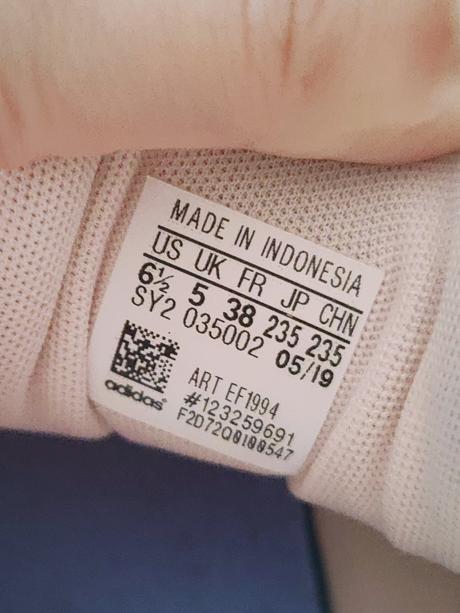 MADE IN INDONESIA
US UK FR JP CHN
6½ 5 38 235 235
SY2 035002 05/19
ART EF1994
#123259691
F2D72Q0100547
adidas